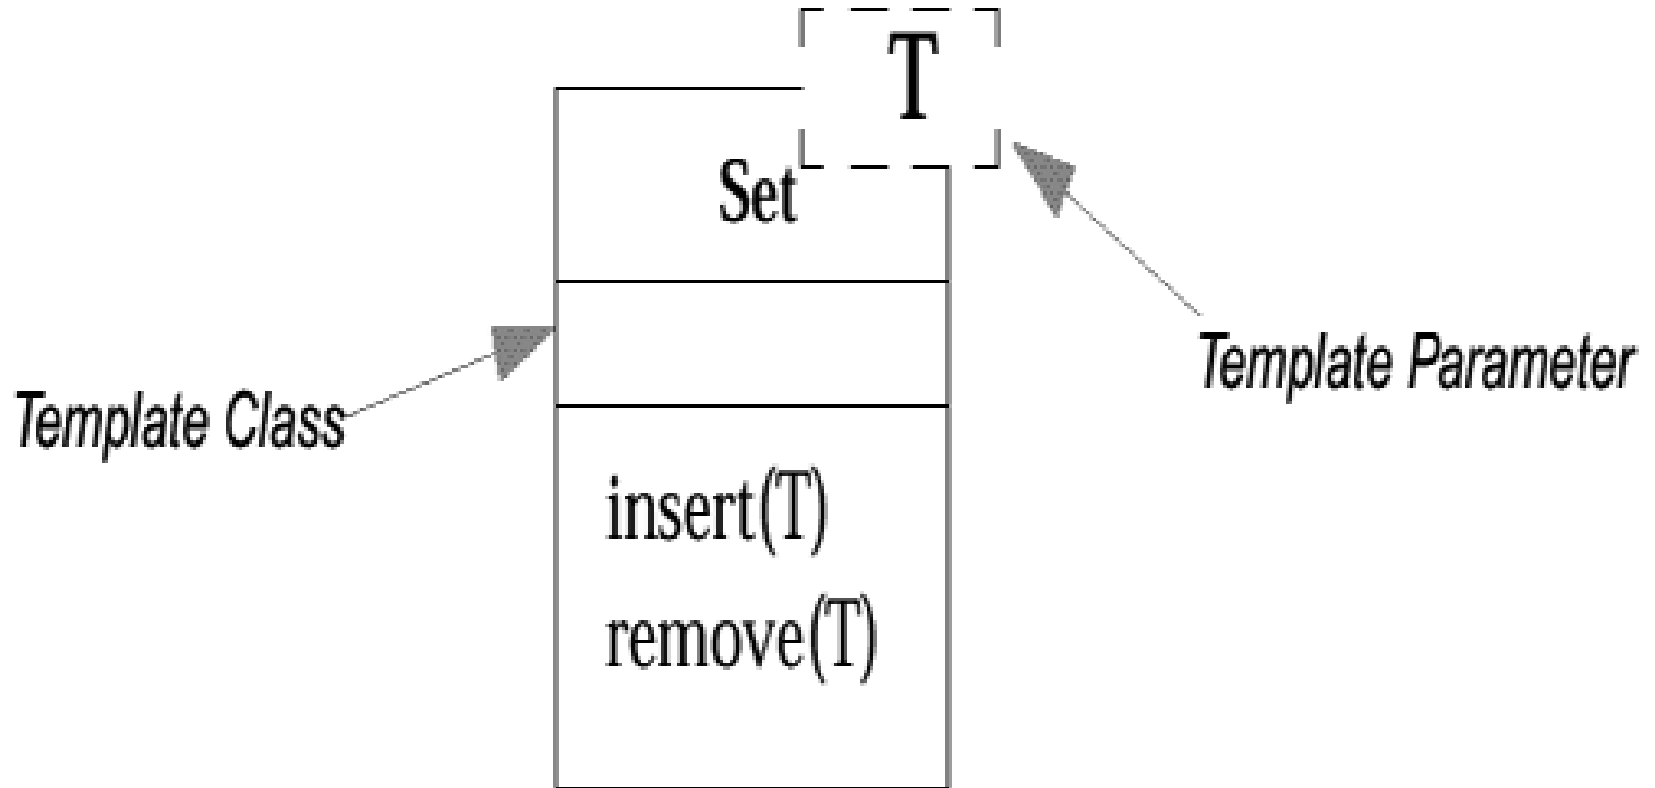 T
Set
Template Parameter
Template Class
insert(T)
remove(T)